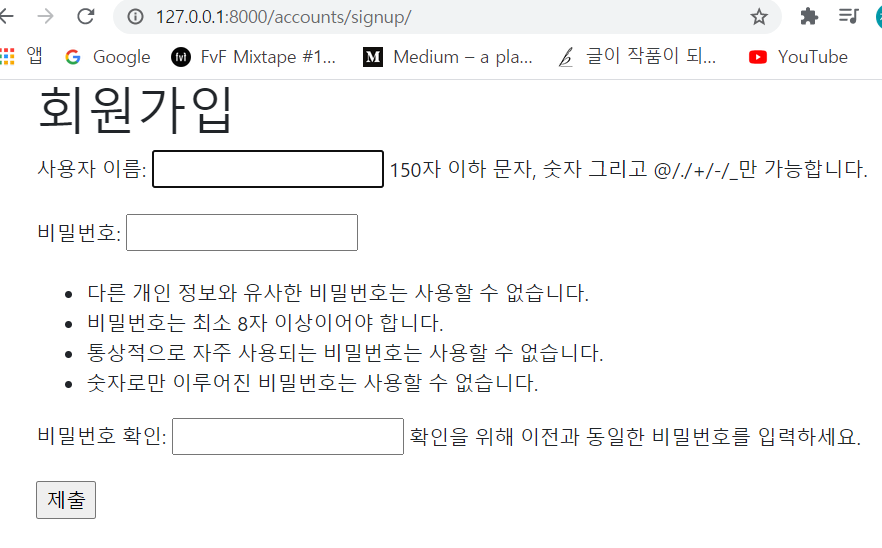 127.0.0.1:8000/accounts/signup/
앱 Google FvF Mixtape #1... Medium – a pla... 글이 작품이 되... YouTube
회원가입
사용자 이름: 150자 이하 문자, 숫자 그리고 @/./+/-/_만 가능합니다.
비밀번호:
• 다른 개인 정보와 유사한 비밀번호는 사용할 수 없습니다.
• 비밀번호는 최소 8자 이상이어야 합니다.
• 통상적으로 자주 사용되는 비밀번호는 사용할 수 없습니다.
• 숫자로만 이루어진 비밀번호는 사용할 수 없습니다.
비밀번호 확인: 확인을 위해 이전과 동일한 비밀번호를 입력하세요.
제출